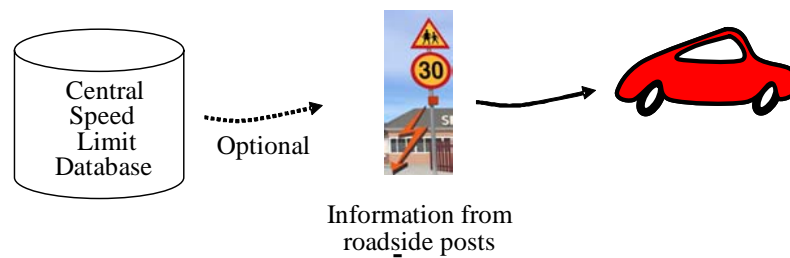 Central
Speed
Limit
Database
Optional
30
Information from
roadside posts